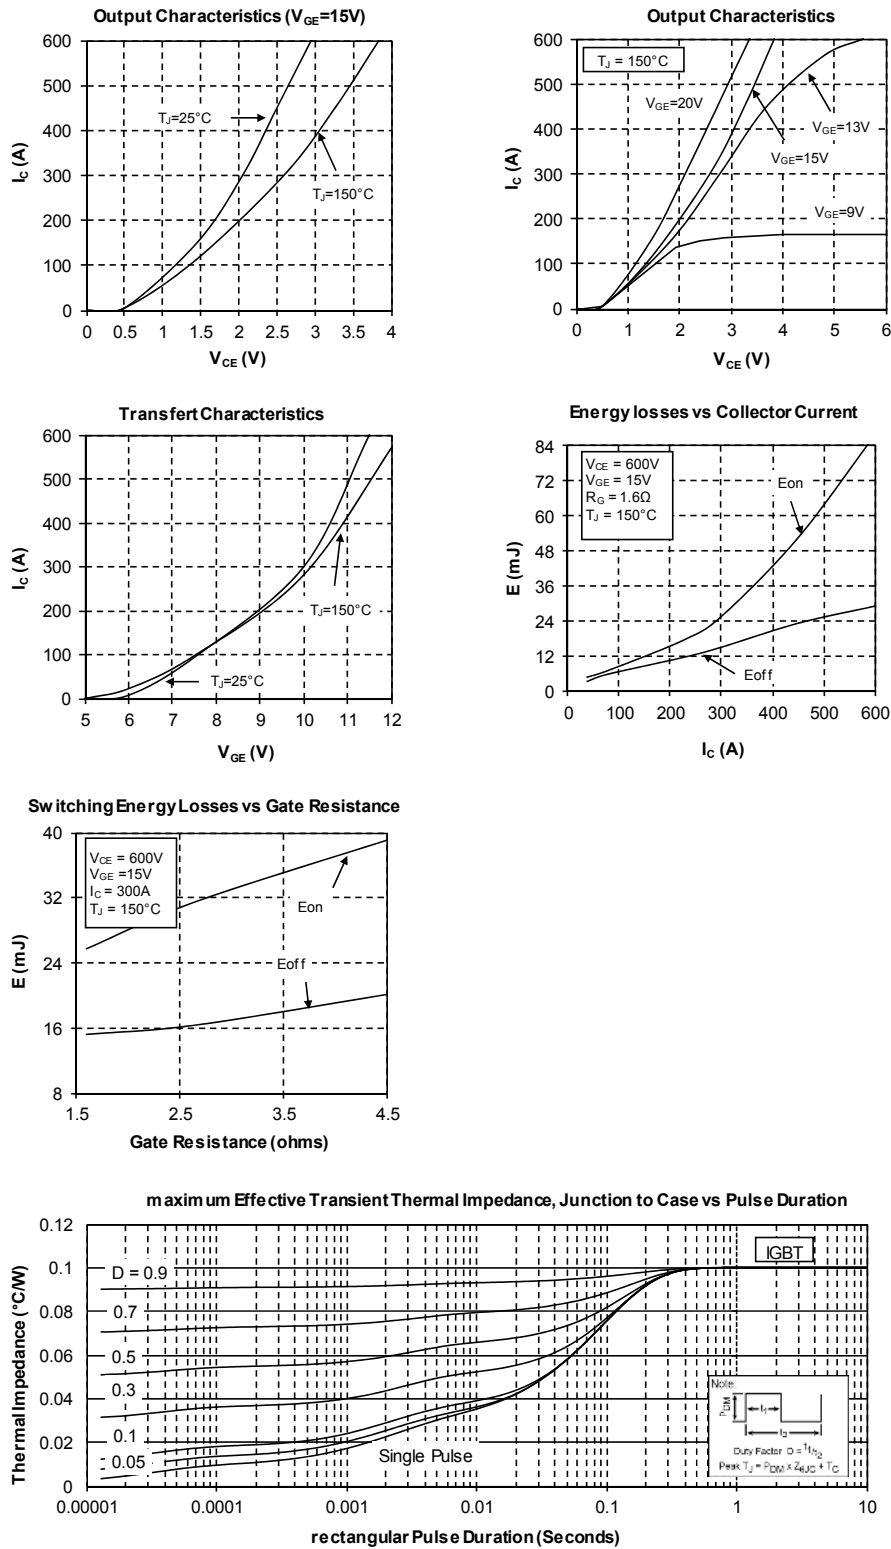 Output Characteristics (VGE=15V)
600
500
400
300
200
100
0
TJ=25°C
TJ=150°C
0 0.5 1 1.5 2 2.5 3 3.5 4
VCE (V)
IC (A)
Output Characteristics
600
500
400
300
200
100
0
TJ = 150°C
VGE=20V
VGE=13V
VGE=15V
VGE=9V
0 1 2 3 4 5 6
VCE (V)
IC (A)
Transfert Characteristics
600
500
400
300
200
100
0
TJ=150°C
TJ=25°C
5 6 7 8 9 10 11 12
VGE (V)
IC (A)
Energy losses vs Collector Current
84
72
60
48
36
24
12
0
VCE = 600V
VGE = 15V
RG = 1.6Ω
TJ = 150°C
Eon
Eoff
0 100 200 300 400 500 600
IC (A)
E (mJ)
Switching Energy Losses vs Gate Resistance
40
32
24
16
8
VCE = 600V
VGE =15V
IC = 300A
TJ = 150°C
Eon
Eoff
1.5 2.5 3.5 4.5
Gate Resistance (ohms)
E (mJ)
maximum Effective Transient Thermal Impedance, Junction to Case vs Pulse Duration
0.12
0.1
0.08
0.06
0.04
0.02
0
IGBT
D = 0.9
0.7
0.5
0.3
0.1
0.05
Single Pulse
Note
PDM
t1
t2
Duty Factor D = t1/t2
Peak TJ = PDM x ZθJC + TC
0.00001 0.0001 0.001 0.01 0.1 1 10
rectangular Pulse Duration (Seconds)
Thermal Impedance (°C/W)